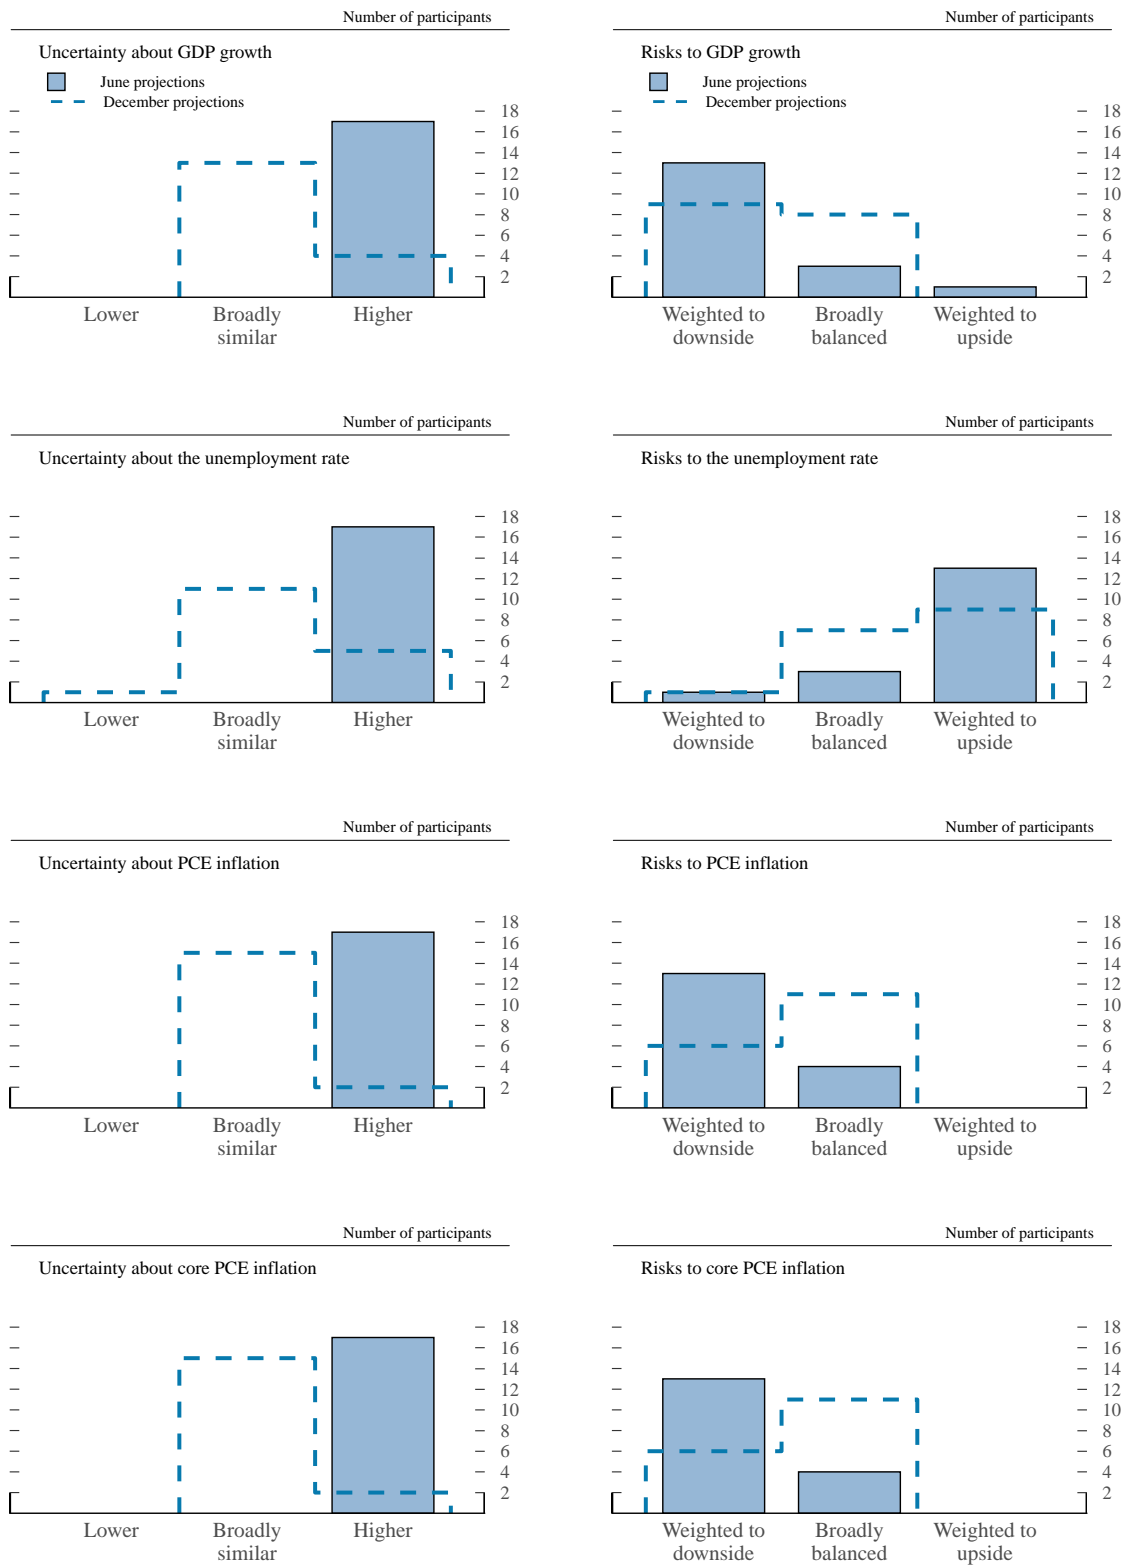 Number of participants
Uncertainty about GDP growth
June projections
December projections
18
16
14
12
10
8
6
4
2
Lower
Broadly
similar
Higher
Number of participants
Risks to GDP growth
June projections
December projections
18
16
14
12
10
8
6
4
2
Weighted to
downside
Broadly
balanced
Weighted to
upside
Number of participants
Uncertainty about the unemployment rate
18
16
14
12
10
8
6
4
2
Lower
Broadly
similar
Higher
Number of participants
Risks to the unemployment rate
18
16
14
12
10
8
6
4
2
Weighted to
downside
Broadly
balanced
Weighted to
upside
Number of participants
Uncertainty about PCE inflation
18
16
14
12
10
8
6
4
2
Lower
Broadly
similar
Higher
Number of participants
Risks to PCE inflation
18
16
14
12
10
8
6
4
2
Weighted to
downside
Broadly
balanced
Weighted to
upside
Number of participants
Uncertainty about core PCE inflation
18
16
14
12
10
8
6
4
2
Lower
Broadly
similar
Higher
Number of participants
Risks to core PCE inflation
18
16
14
12
10
8
6
4
2
Weighted to
downside
Broadly
balanced
Weighted to
upside